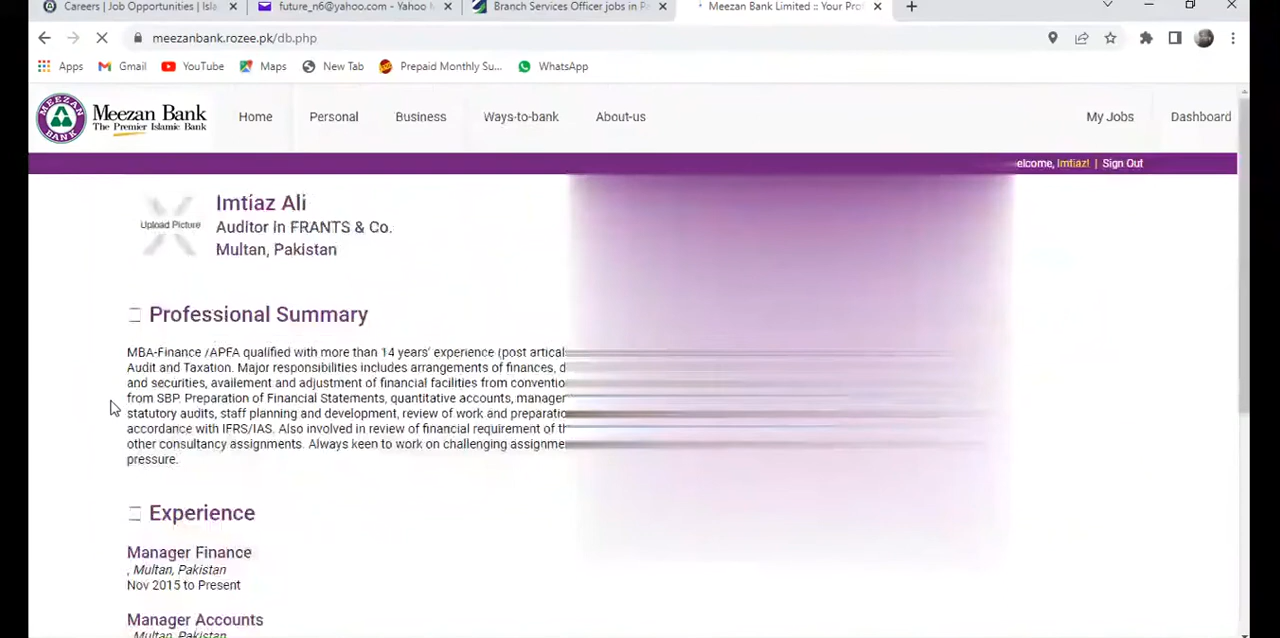 Careers | Job Opportunities | Isla
future_n6@yahoo.com - Yahoo
Branch Services Officer jobs in Pa
Meezan Bank Limited :: Your Pro
meezanbank.rozee.pk/db.php
Apps Gmail YouTube Maps New Tab Prepaid Monthly Su... WhatsApp
MEEZAN BANK
Meezan Bank
The Premier Islamic Bank
Home Personal Business Ways-to-bank About-us My Jobs Dashboard
elcome, Imtiaz! | Sign Out
Upload Picture
Imtiaz Ali
Auditor in FRANTS & Co.
Multan, Pakistan
Professional Summary
MBA-Finance /APFA qualified with more than 14 years' experience (post artical
Audit and Taxation. Major responsibilities includes arrangements of finances, d
and securities, availement and adjustment of financial facilities from conventio
from SBP. Preparation of Financial Statements, quantitative accounts, manager
statutory audits, staff planning and development, review of work and preparatio
accordance with IFRS/IAS. Also involved in review of financial requirement of th
other consultancy assignments. Always keen to work on challenging assignme
pressure.
Experience
Manager Finance
, Multan, Pakistan
Nov 2015 to Present
Manager Accounts
Multan, Pakistan